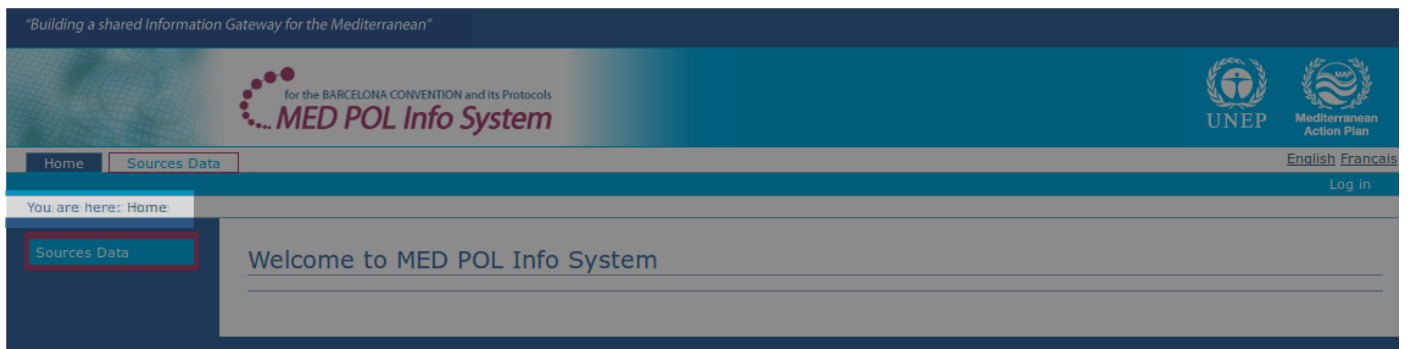 "Building a shared Information Gateway for the Mediterranean"
for the BARCELONA CONVENTION and its Protocols
MED POL Info System
UNEP
MAP
Mediterranean
Action Plan
Home Sources Data English Français
Log in
You are here: Home
Sources Data
Welcome to MED POL Info System